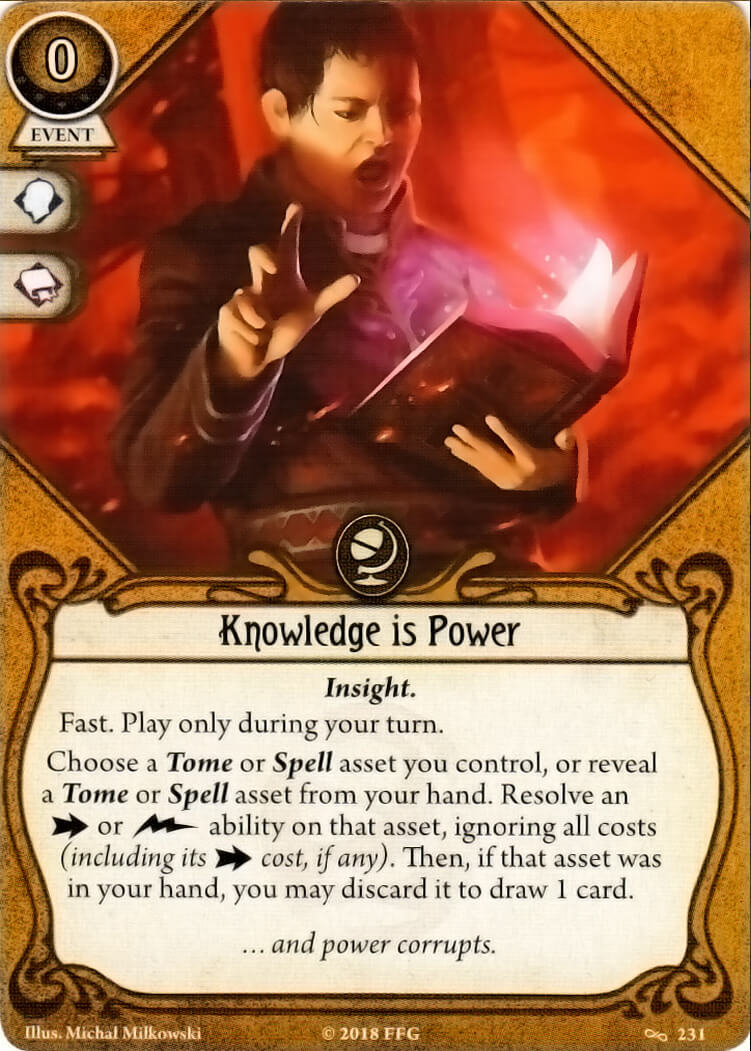 0
EVENT
Knowledge is Power
Insight.
Fast. Play only during your turn.
Choose a Tome or Spell asset you control, or reveal
a Tome or Spell asset from your hand. Resolve an
or ability on that asset, ignoring all costs
(including its cost, if any). Then, if that asset was
in your hand, you may discard it to draw 1 card.
… and power corrupts.
Illus. Michał Miłkowski © 2018 FFG 231